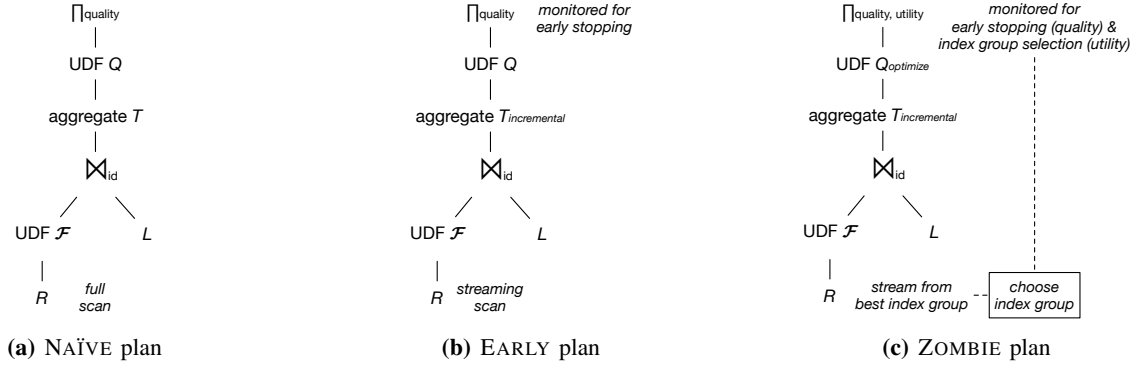 ∏quality
UDF Q
aggregate T
⋈id
UDF 𝓕
L
R
full
scan
(a) NAÏVE plan
∏quality
monitored for
early stopping
UDF Q
aggregate Tincremental
⋈id
UDF 𝓕
L
R
streaming
scan
(b) EARLY plan
∏quality, utility
monitored for
early stopping (quality) &
index group selection (utility)
UDF Qoptimize
aggregate Tincremental
⋈id
UDF 𝓕
L
R
stream from
best index group
choose
index group
(c) ZOMBIE plan